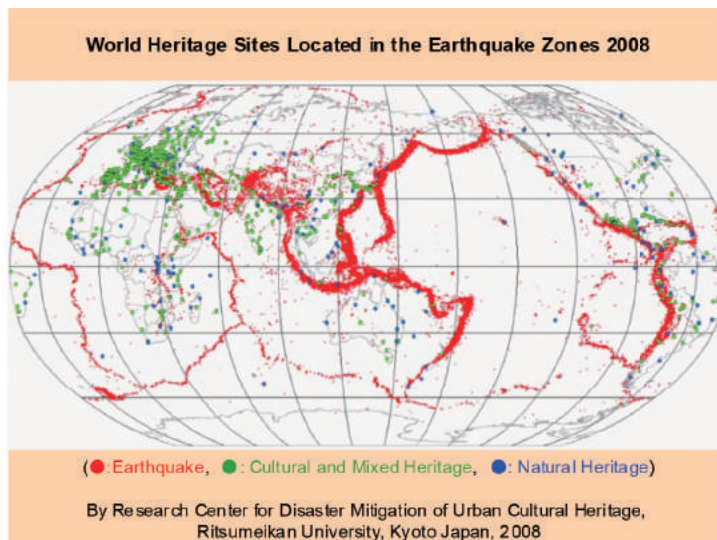 World Heritage Sites Located in the Earthquake Zones 2008
(●:Earthquake, ●: Cultural and Mixed Heritage, ●: Natural Heritage)
By Research Center for Disaster Mitigation of Urban Cultural Heritage,
Ritsumeikan University, Kyoto Japan, 2008